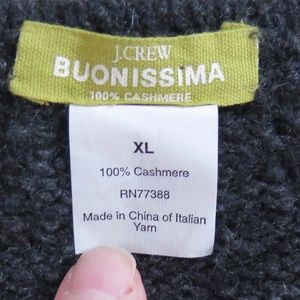 J.CREW
BUONISSIMA
100% CASHMERE
XL
100% Cashmere
RN77388
Made in China of Italian
Yarn